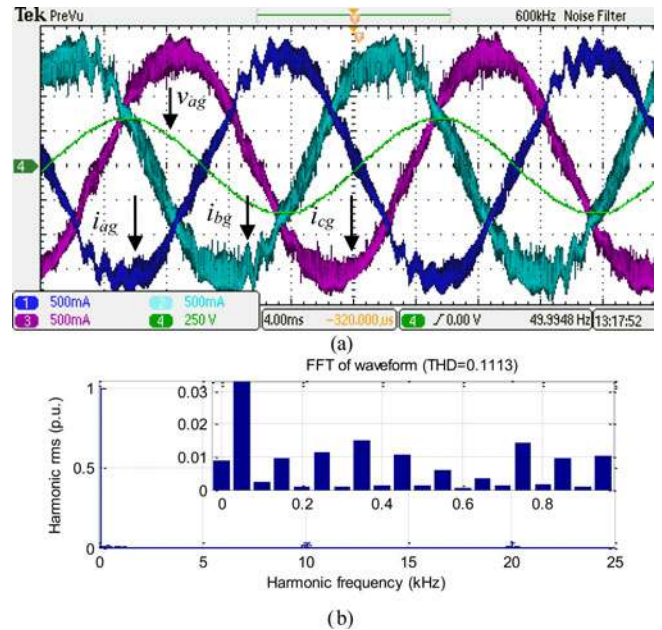 Tek PreVu 600kHz Noise Filter
v_ag
4
i_ag i_bg i_cg
1 500mA 2 500mA
3 500mA 4 250 V 4.00ms -320.000μs 4 0.00 V 49.9948 Hz 13:17:52
(a)
FFT of waveform (THD=0.1113)
Harmonic rms (p.u.)
1
0.5
0
0.03
0.02
0.01
0
0 0.2 0.4 0.6 0.8
0 5 10 15 20 25
Harmonic frequency (kHz)
(b)